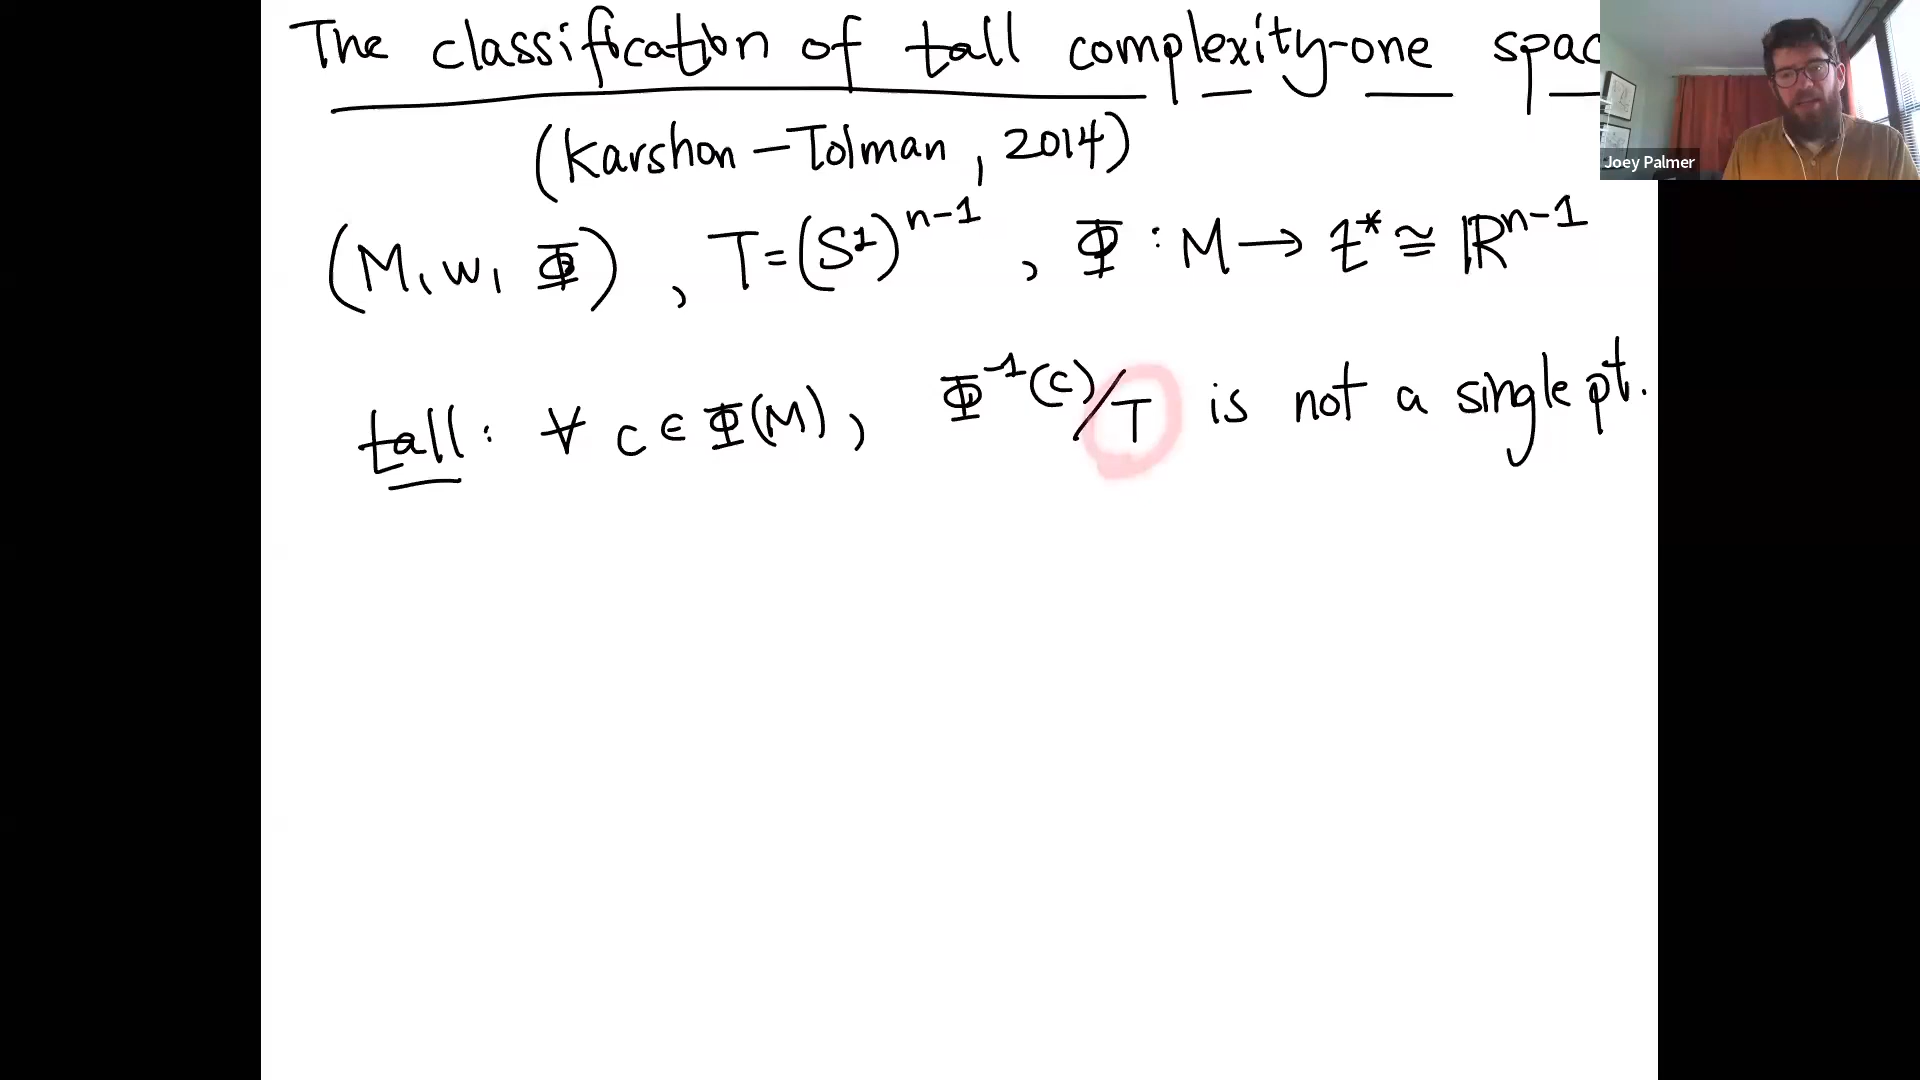 The classification of tall complexity-one spac
(Karshon–Tolman, 2014)
Joey Palmer
(M, ω, Φ), T=(S¹)ⁿ⁻¹, Φ : M → t* ≅ ℝⁿ⁻¹
tall: ∀ c ∈ Φ(M), Φ⁻¹(c)/T is not a single pt.